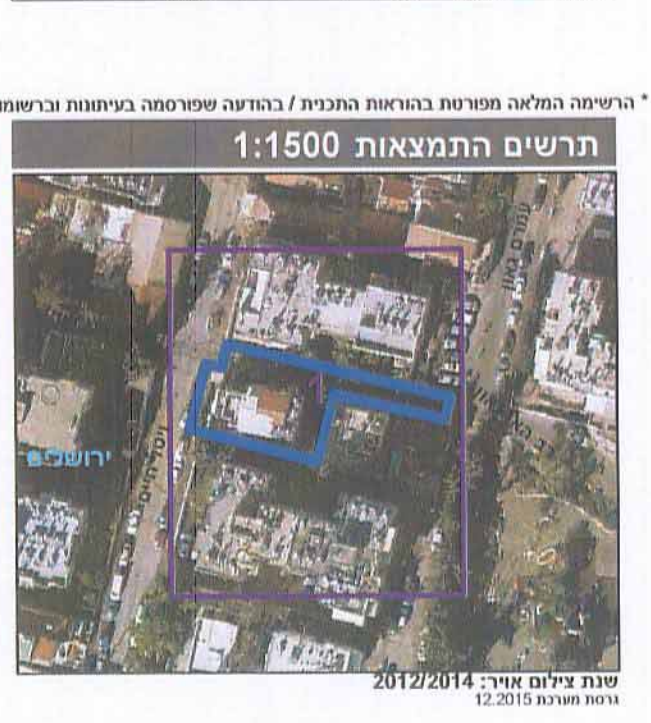 * הרשימה המלאה מפורטת בהוראות התכנית / בהודעה שפורסמה בעיתונות וברשומו
תרשים התמצאות 1:1500
1
ירושלים
שנת צילום אויר: 2012/2014
גרסת מערכת 12.2015